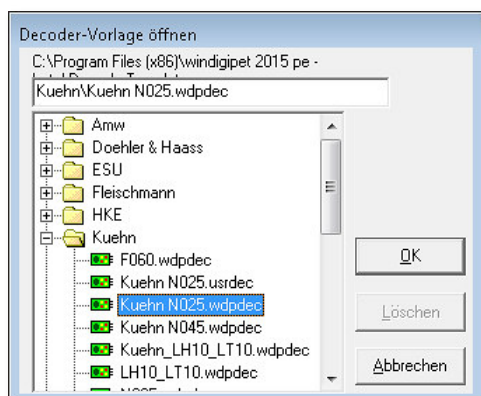 Decoder-Vorlage öffnen
C:\Program Files (x86)\windigipet 2015 pe -
Kuehn\Kuehn N025.wdpdec
Amw
Doehler & Haass
ESU
Fleischmann
HKE
Kuehn
F060.wdpdec
Kuehn N025.usrdec
Kuehn N025.wdpdec
Kuehn N045.wdpdec
Kuehn_LH10_LT10.wdpdec
LH10_LT10.wdpdec
OK
Löschen
Abbrechen